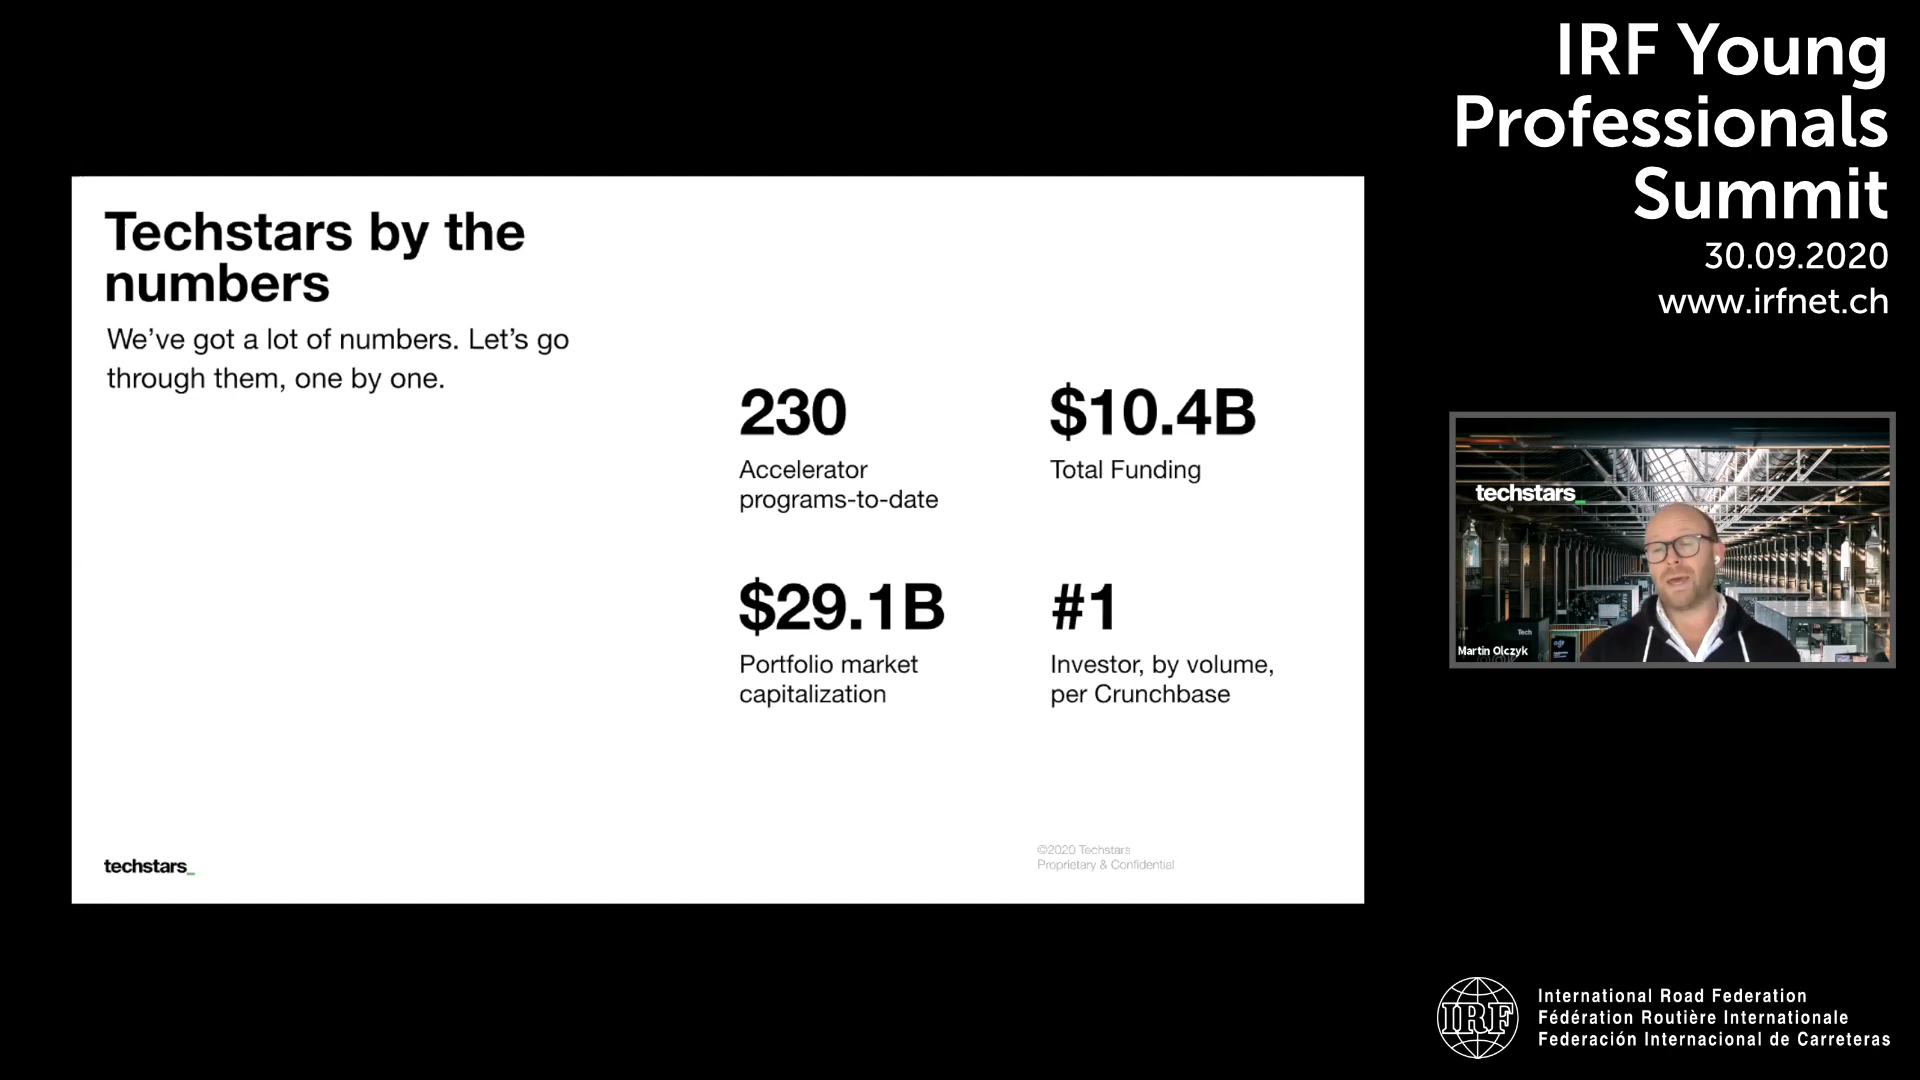 IRF Young
Professionals
Summit
30.09.2020
www.irfnet.ch
Techstars by the
numbers
We've got a lot of numbers. Let's go
through them, one by one.
230
Accelerator
programs-to-date
$10.4B
Total Funding
$29.1B
Portfolio market
capitalization
#1
Investor, by volume,
per Crunchbase
techstars_
©2020 Techstars
Proprietary & Confidential
techstars_
Tech
Martin Olczyk
IRF
International Road Federation
Fédération Routière Internationale
Federación Internacional de Carreteras